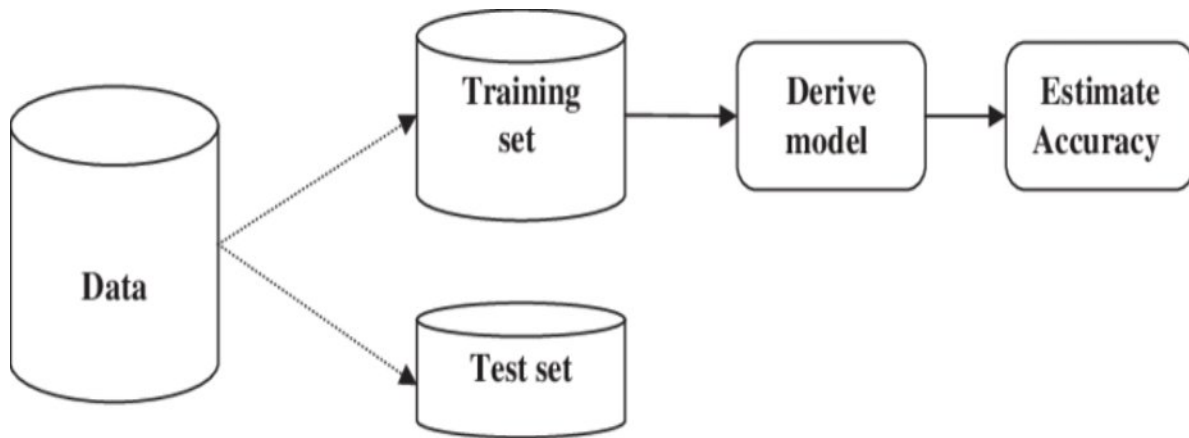 Data
Training
set
Test set
Derive
model
Estimate
Accuracy